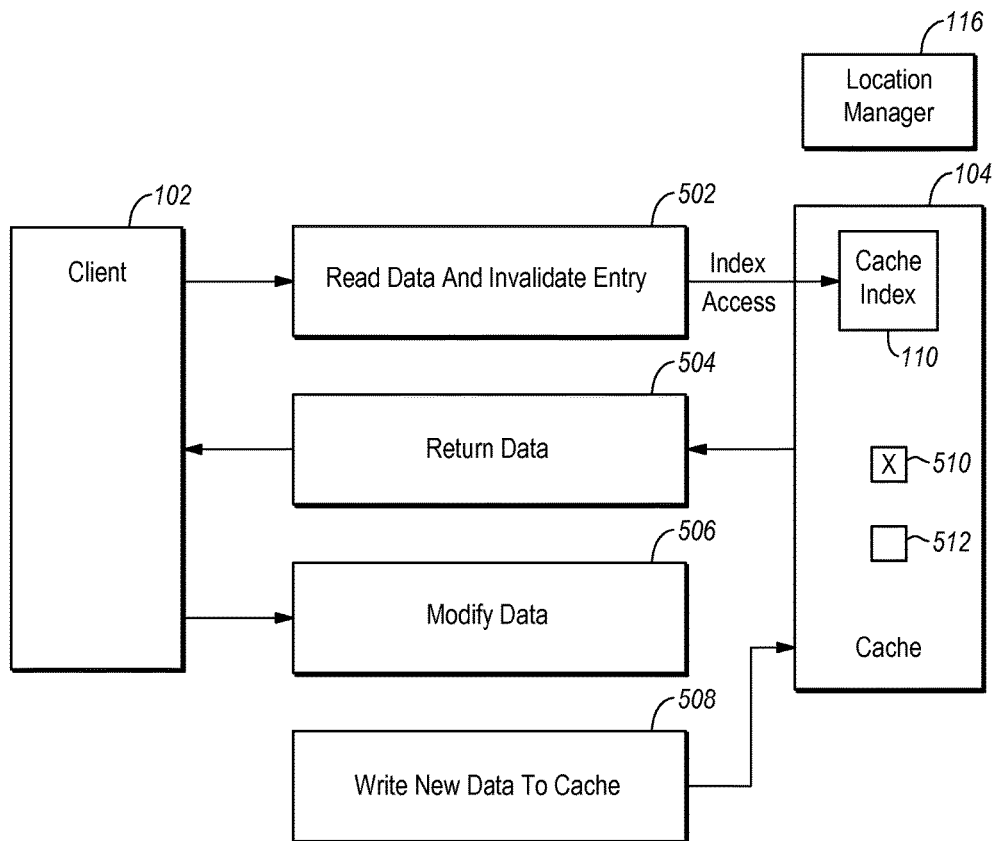 116
Location
Manager
102
502
104
Client
Read Data And Invalidate Entry
Index
Access
Cache
Index
110
504
Return Data
X
510
506
512
Modify Data
Cache
508
Write New Data To Cache